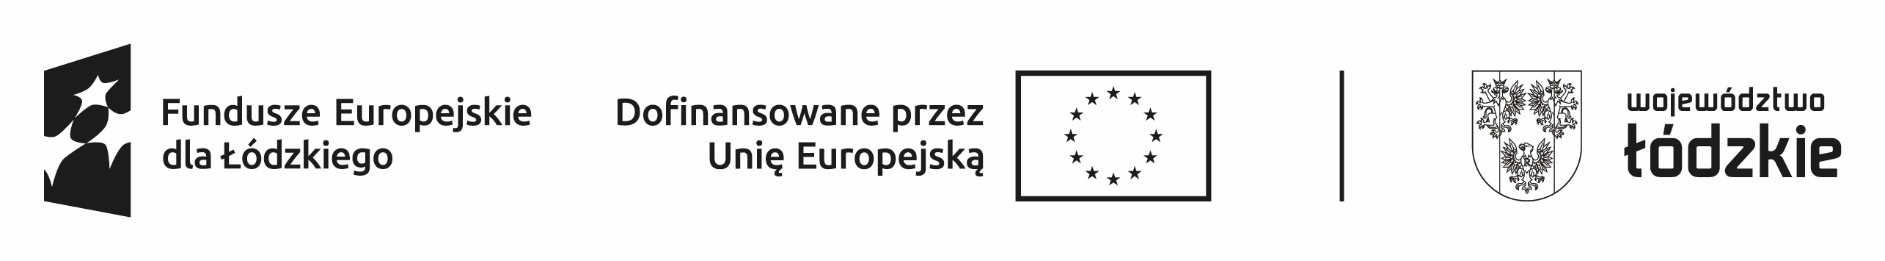 Fundusze Europejskie
dla Łódzkiego
Dofinansowane przez
Unię Europejską
województwo
łódzkie